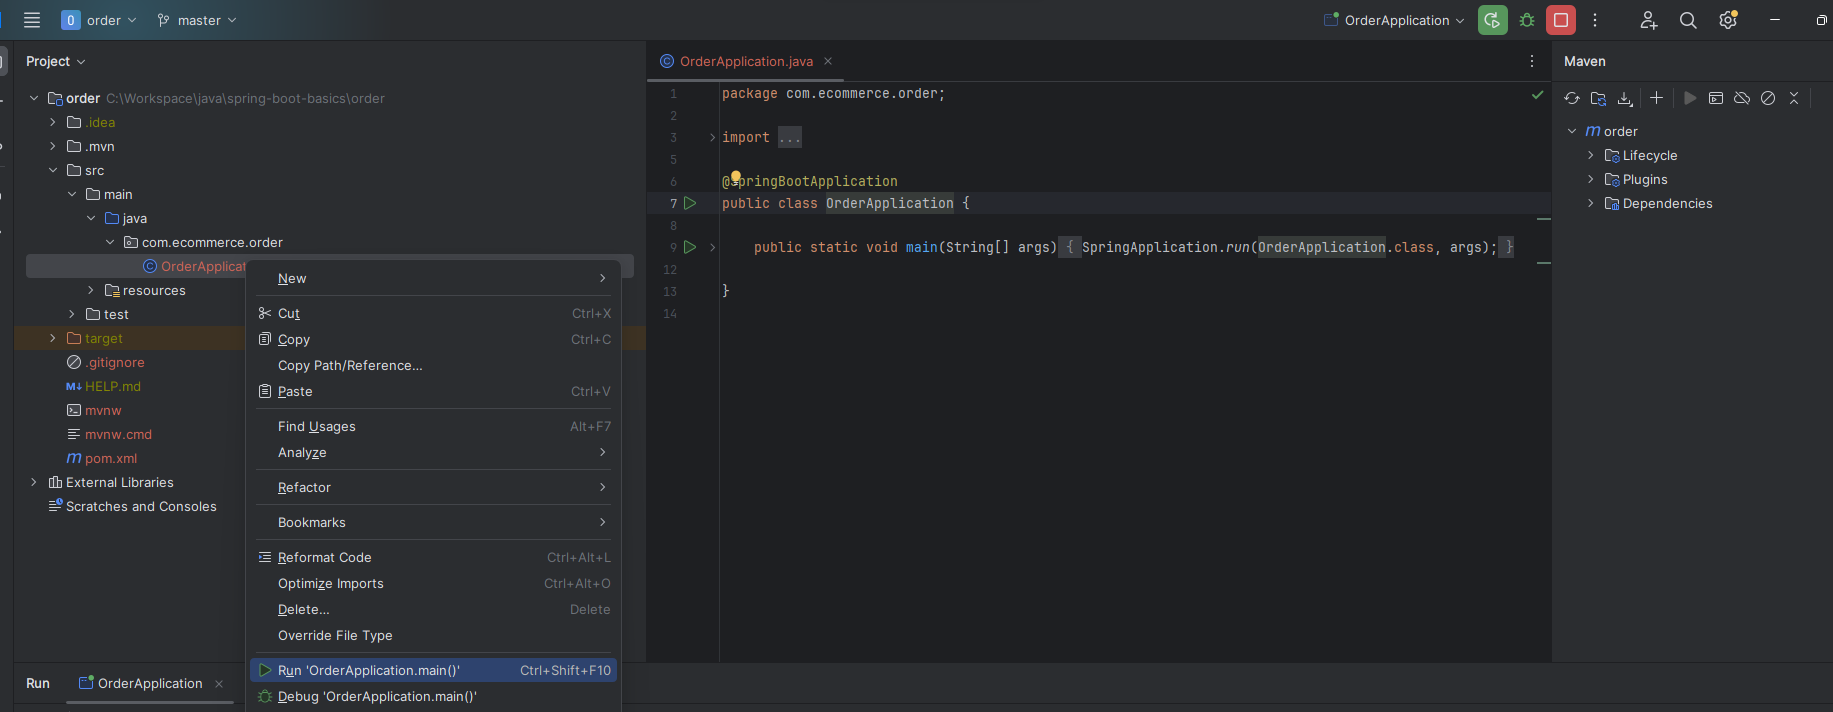 O order master OrderApplication
Project
order C:\Workspace\java\spring-boot-basics\order
.idea
.mvn
src
main
java
com.ecommerce.order
OrderApplicat
resources
test
target
.gitignore
M↓ HELP.md
mvnw
mvnw.cmd
m pom.xml
External Libraries
Scratches and Consoles
New
Cut Ctrl+X
Copy Ctrl+C
Copy Path/Reference...
Paste Ctrl+V
Find Usages Alt+F7
Analyze
Refactor
Bookmarks
Reformat Code Ctrl+Alt+L
Optimize Imports Ctrl+Alt+O
Delete... Delete
Override File Type
Run 'OrderApplication.main()' Ctrl+Shift+F10
Debug 'OrderApplication.main()'
C OrderApplication.java
1 package com.ecommerce.order;
2
3 import ...
5
6 @SpringBootApplication
7 public class OrderApplication {
8
9 public static void main(String[] args) { SpringApplication.run(OrderApplication.class, args); }
12
13 }
14
Maven
m order
Lifecycle
Plugins
Dependencies
Run OrderApplication